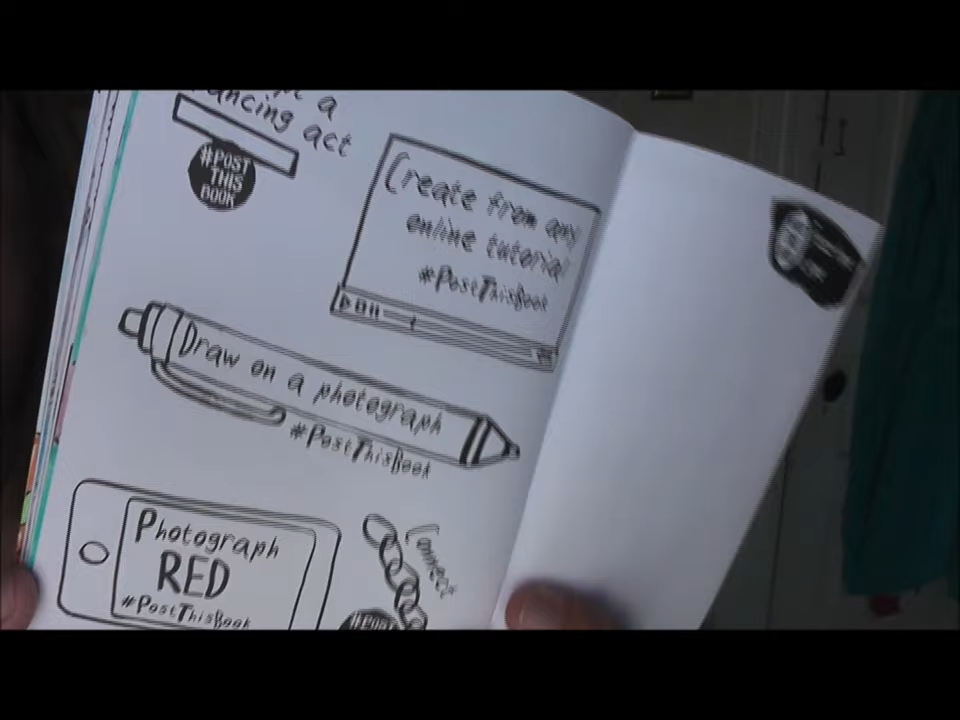 a
ancing act
#POST
THIS
BOOK
Create from any
online tutorial
#PostThisBook
Draw on a photograph
#PostThisBook
Photograph
RED
#PostThisBook
Connect